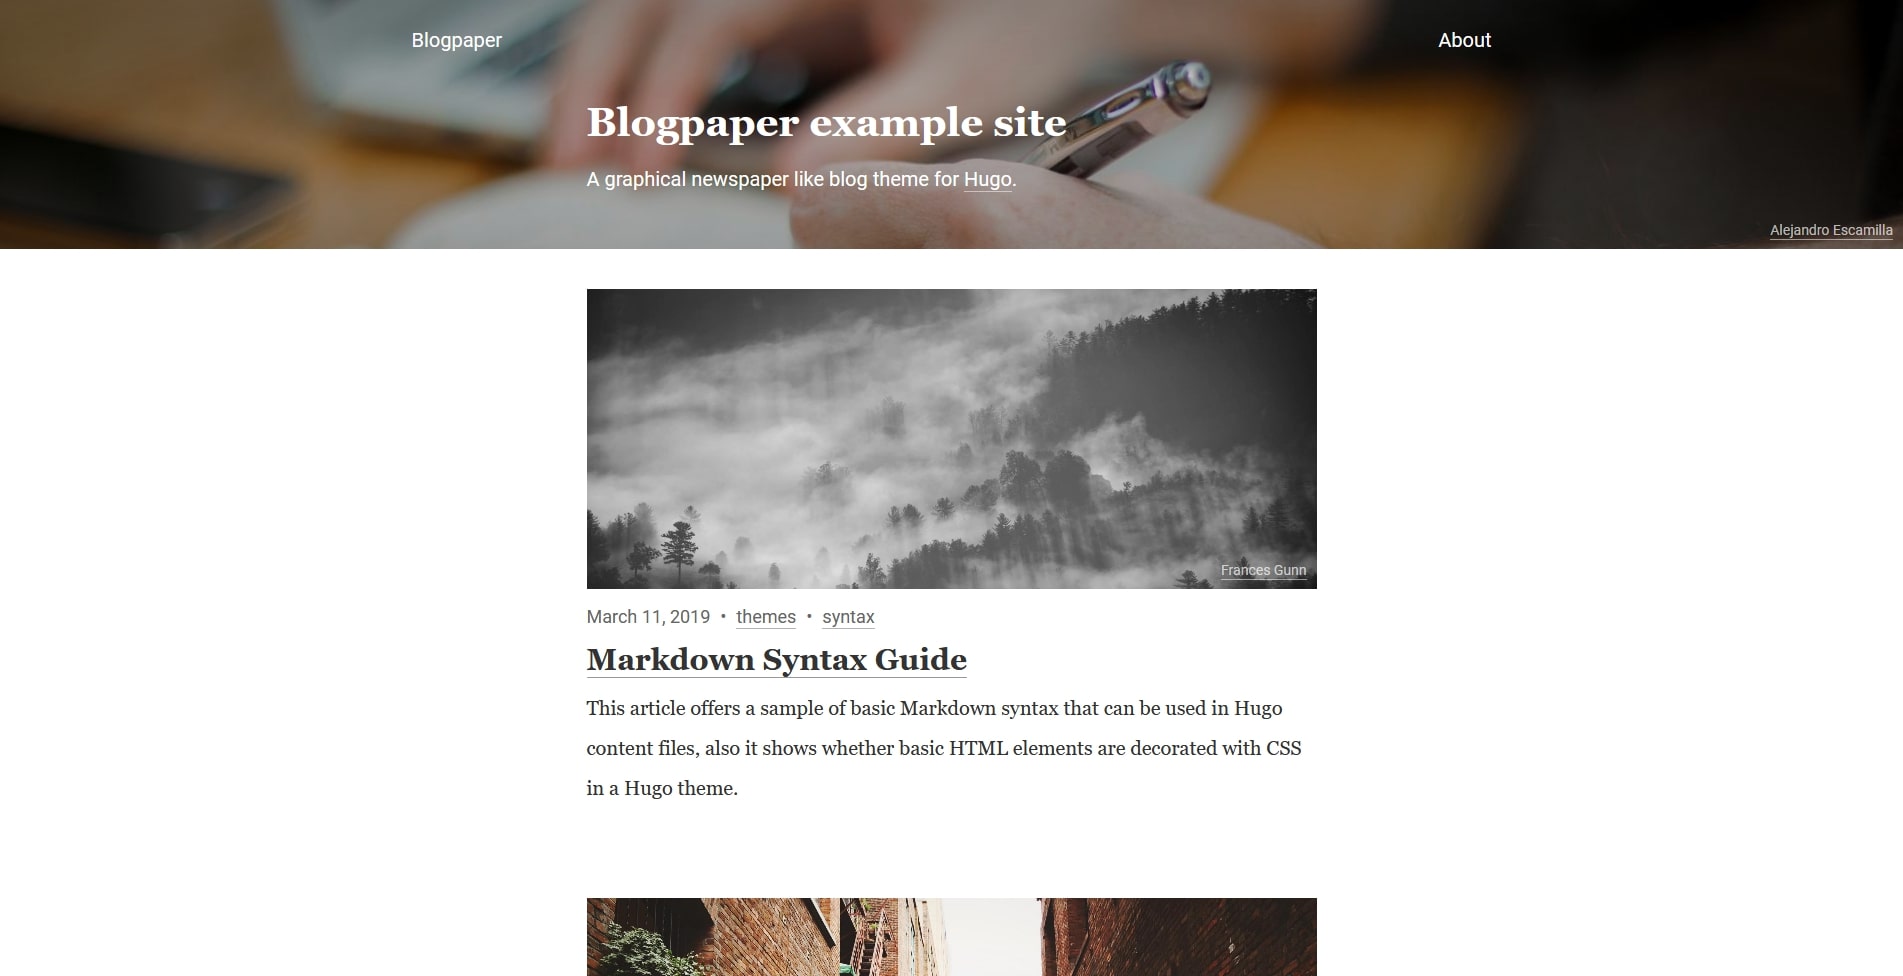 Blogpaper
About
Blogpaper example site
A graphical newspaper like blog theme for Hugo.
Alejandro Escamilla
Frances Gunn
March 11, 2019 • themes • syntax
Markdown Syntax Guide
This article offers a sample of basic Markdown syntax that can be used in Hugo
content files, also it shows whether basic HTML elements are decorated with CSS
in a Hugo theme.